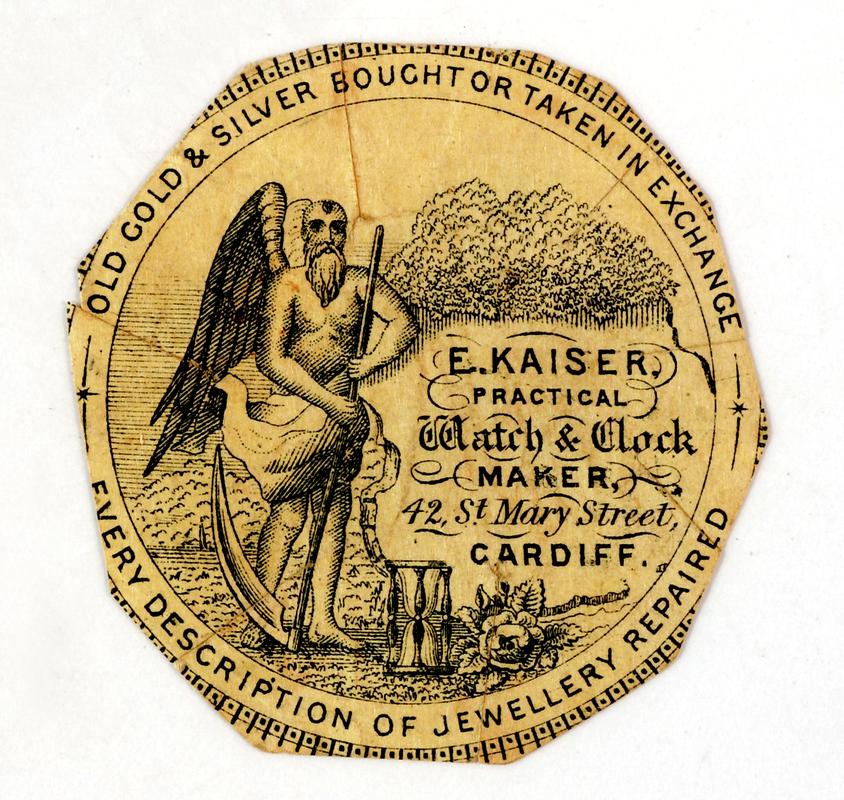 OLD GOLD & SILVER BOUGHT OR TAKEN IN EXCHANGE
E. KAISER,
PRACTICAL
Watch & Clock
MAKER,
42, St Mary Street,
CARDIFF.
EVERY DESCRIPTION OF JEWELLERY REPAIRED